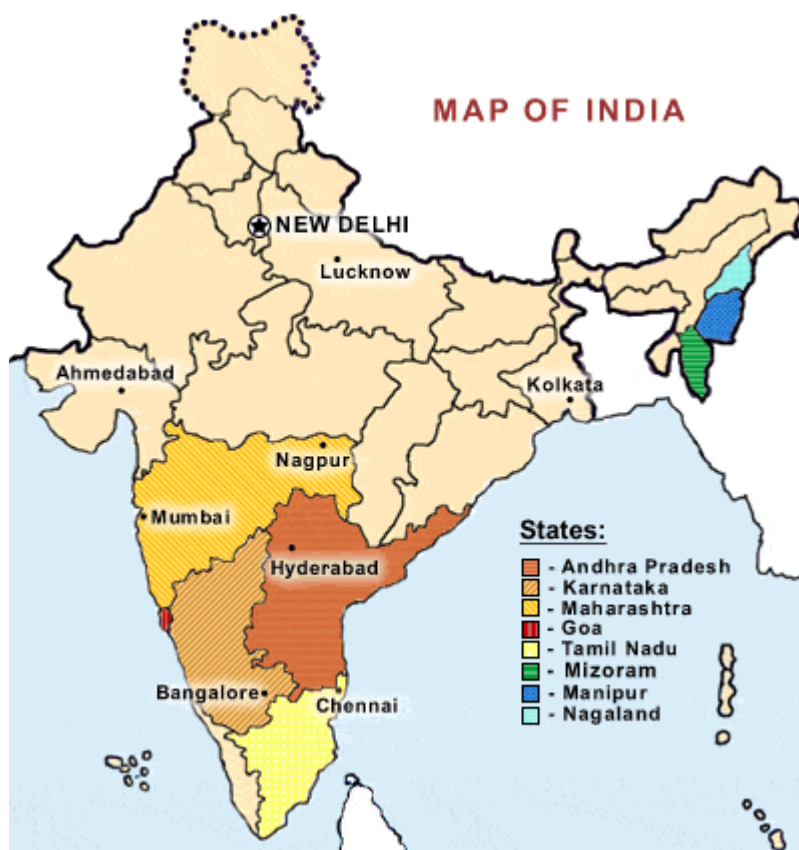 MAP OF INDIA
NEW DELHI
Lucknow
Ahmedabad
Kolkata
Nagpur
Mumbai
Hyderabad
Bangalore
Chennai
States:
- Andhra Pradesh
- Karnataka
- Maharashtra
- Goa
- Tamil Nadu
- Mizoram
- Manipur
- Nagaland